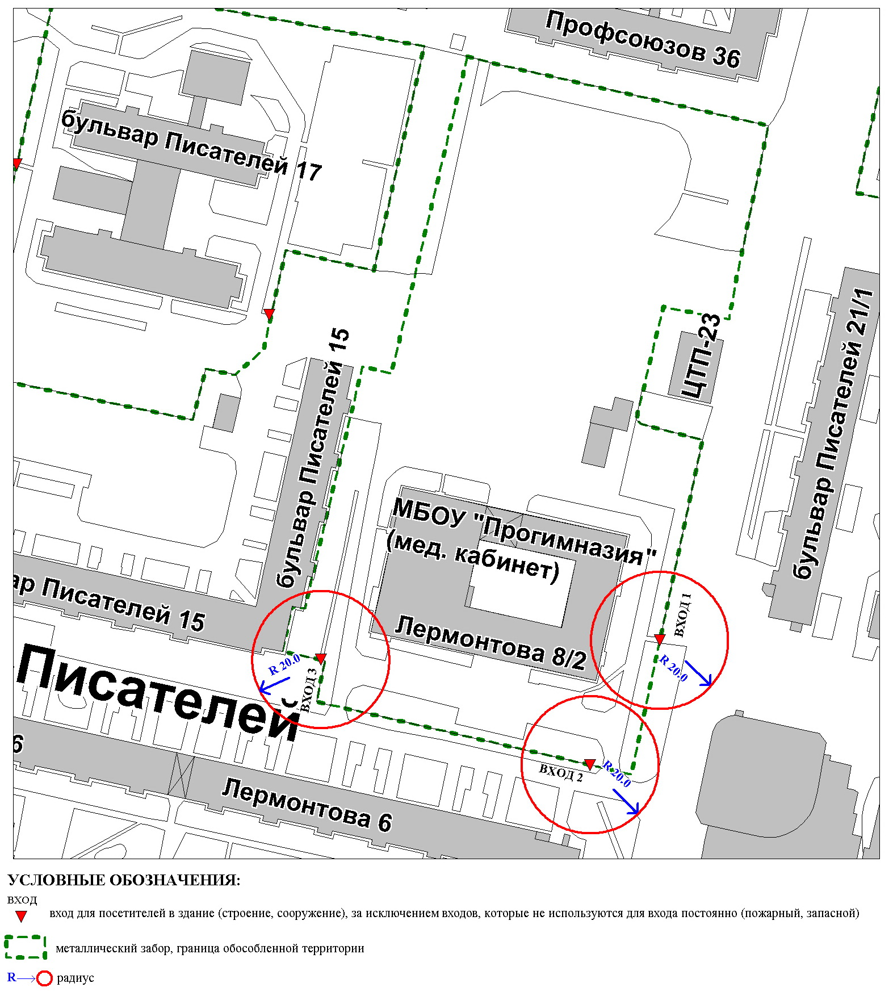 Профсоюзов 36
бульвар Писателей 17
ЦТП-23
бульвар Писателей 15
бульвар Писателей 21/1
МБОУ "Прогимназия"
(мед. кабинет)
ар Писателей 15
Лермонтова 8/2
ВХОД 1
R 20.0
R 20.0
ВХОД 3
Писателей
6
ВХОД 2
R 20.0
Лермонтова 6
УСЛОВНЫЕ ОБОЗНАЧЕНИЯ:
ВХОД
вход для посетителей в здание (строение, сооружение), за исключением входов, которые не используются для входа постоянно (пожарный, запасной)
металлический забор, граница обособленной территории
R радиус